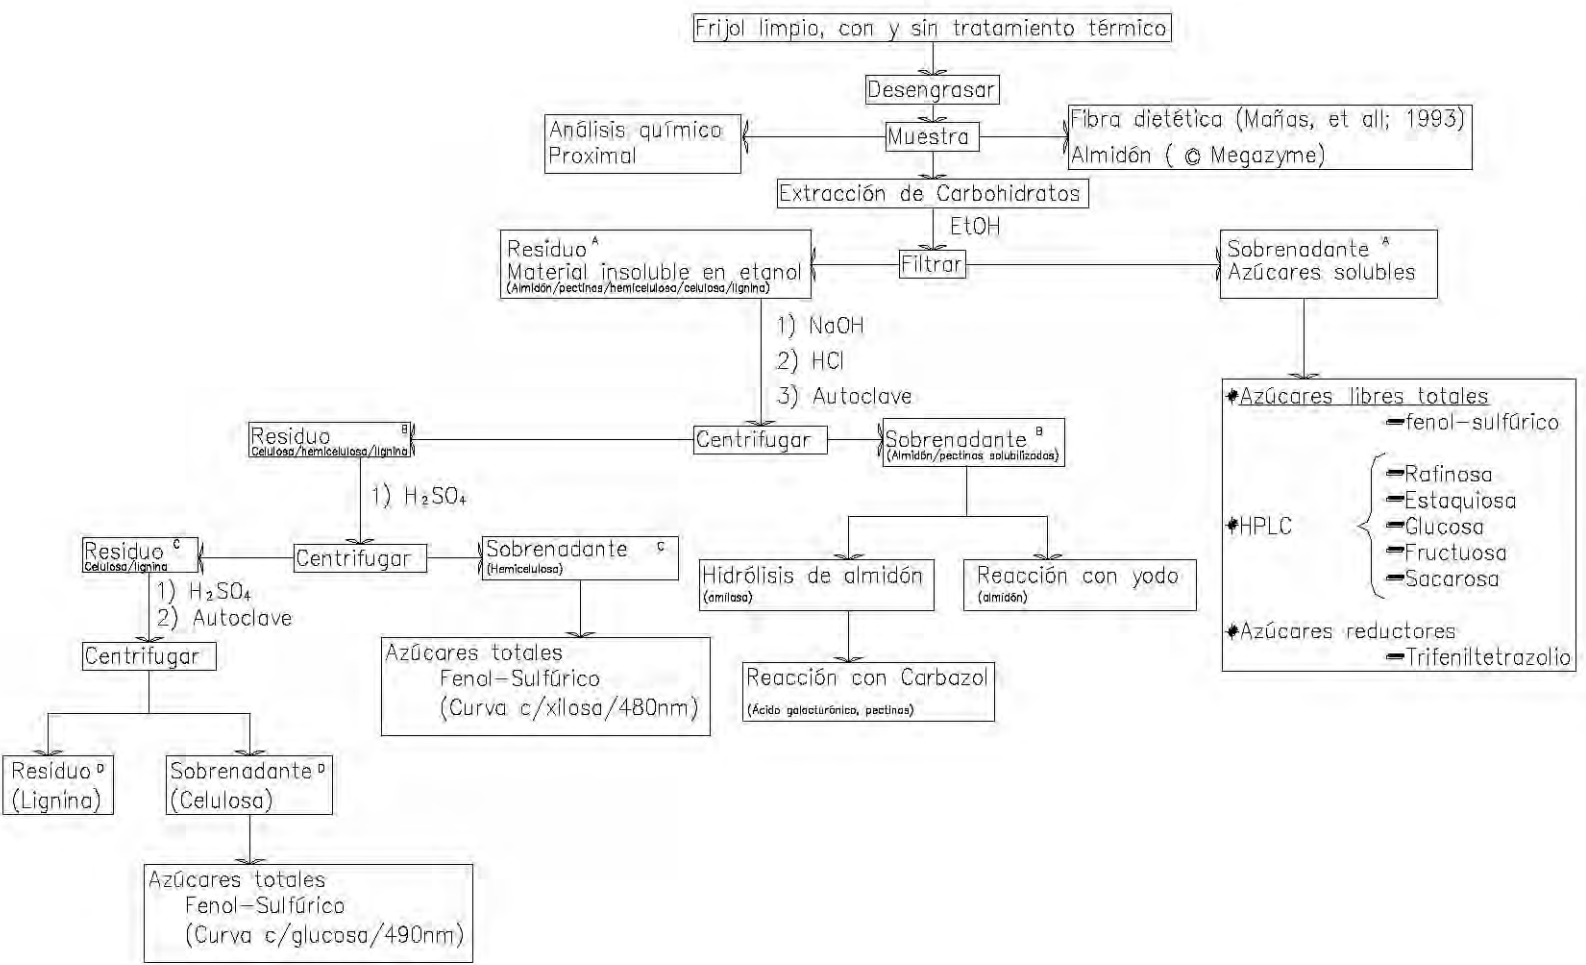 Frijol limpio, con y sin tratamiento térmico
Desengrasar
Análisis químico
Proximal
Muestra
Fibra dietética (Mañas, et all; 1993)
Almidón ( © Megazyme)
Extracción de Carbohidratos
EtOH
Residuo A
Material insoluble en etanol
(Almidón/pectinas/hemicelulosa/celulosa/lignina)
Filtrar
Sobrenadante A
Azúcares solubles
1) NaOH
2) HCl
3) Autoclave
Residuo B
Celulosa/hemicelulosa/lignina)
Centrifugar
Sobrenadante B
(Almidón/pectinas solubilizadas)
*Azúcares libres totales
-fenol-sulfúrico
*HPLC
-Rafinosa
-Estaquiosa
-Glucosa
-Fructuosa
-Sacarosa
*Azúcares reductores
-Trifeniltetrazolio
1) H₂SO₄
Residuo C
Celulosa/lignina
Centrifugar
Sobrenadante C
(Hemicelulosa)
Hidrólisis de almidón
(amilasa)
Reacción con yodo
(almidón)
1) H₂SO₄
2) Autoclave
Centrifugar
Azúcares totales
Fenol-Sulfúrico
(Curva c/xilosa/480nm)
Reacción con Carbazol
(Ácido galacturónico, pectinas)
Residuo D
(Lignina)
Sobrenadante D
(Celulosa)
Azúcares totales
Fenol-Sulfúrico
(Curva c/glucosa/490nm)